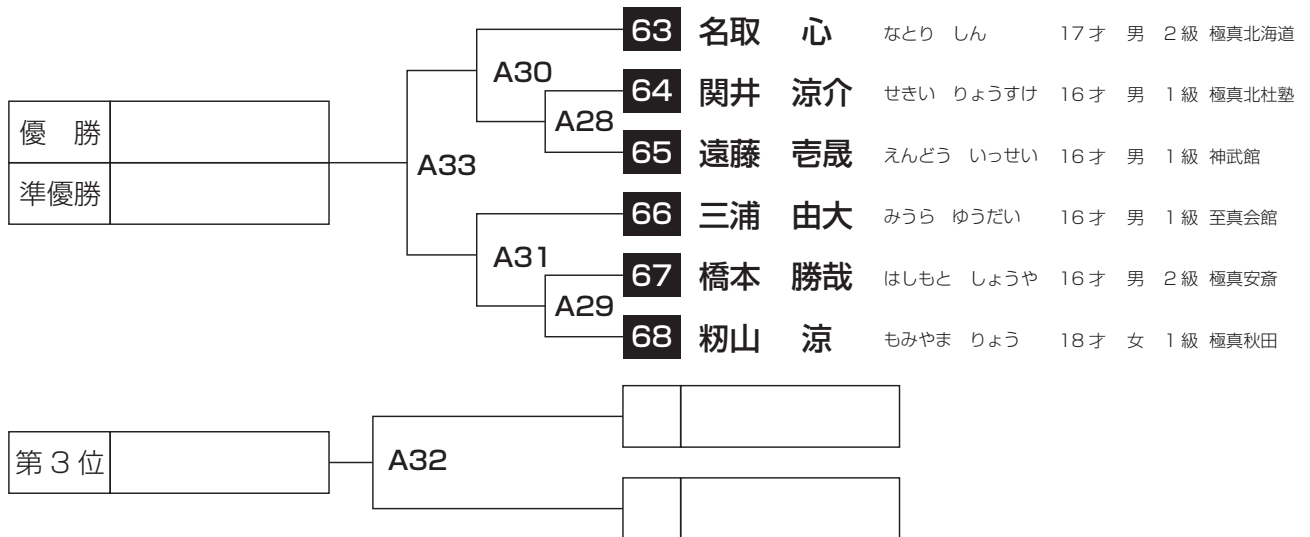 63 名取 心 なとり しん 17才 男 2級 極真北海道
A30
64 関井 涼介 せきい りょうすけ 16才 男 1級 極真北杜塾
A28
優 勝
65 遠藤 壱晟 えんどう いっせい 16才 男 1級 神武館
A33
準優勝
66 三浦 由大 みうら ゆうだい 16才 男 1級 至真会館
A31
67 橋本 勝哉 はしもと しょうや 16才 男 2級 極真安斎
A29
68 籾山 涼 もみやま りょう 18才 女 1級 極真秋田
第3位
A32